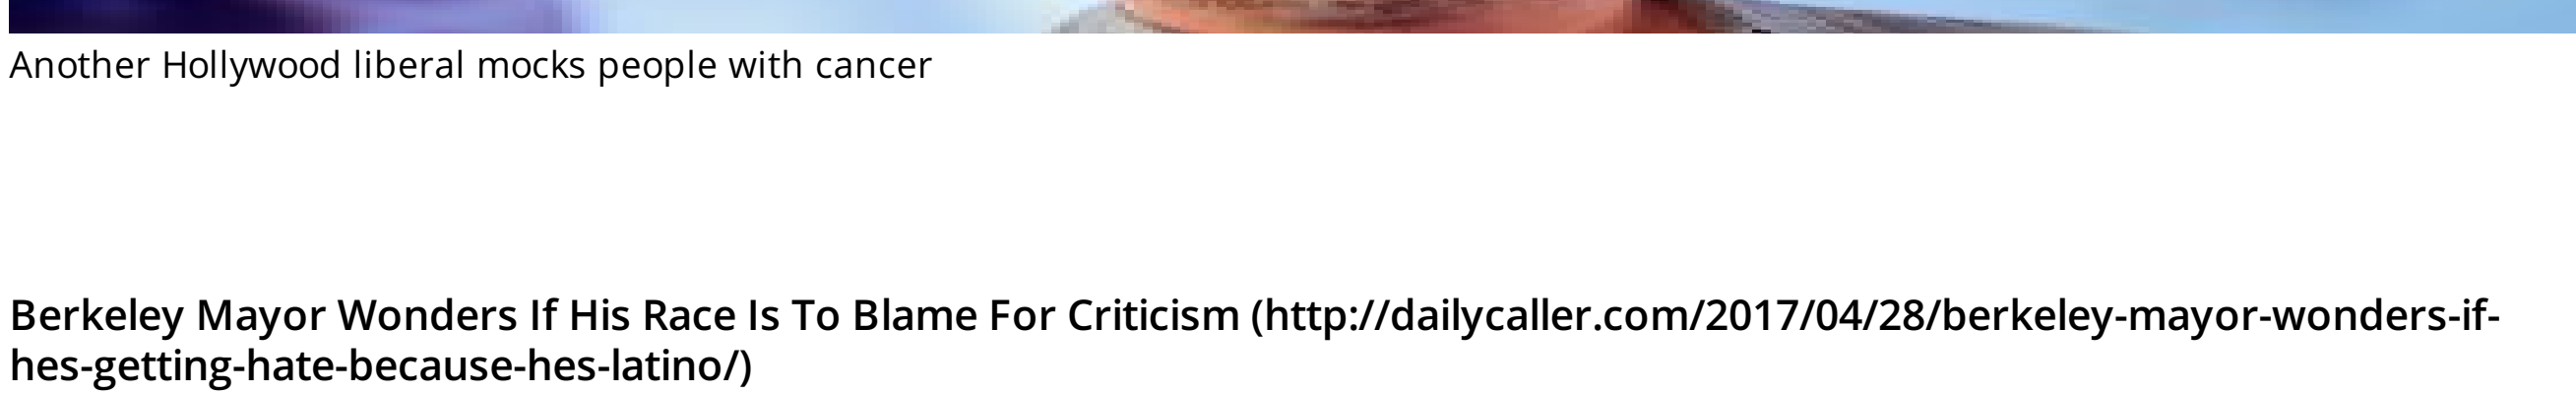 Another Hollywood liberal mocks people with cancer
Berkeley Mayor Wonders If His Race Is To Blame For Criticism (http://dailycaller.com/2017/04/28/berkeley-mayor-wonders-if-
hes-getting-hate-because-hes-latino/)